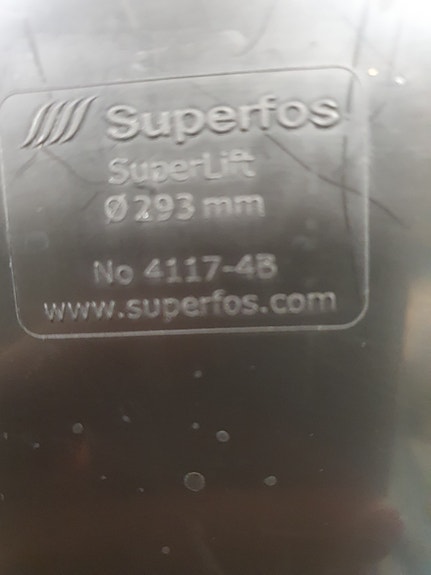 Superfos
SuperLift
Ø 293 mm
No 4117-4B
www.superfos.com